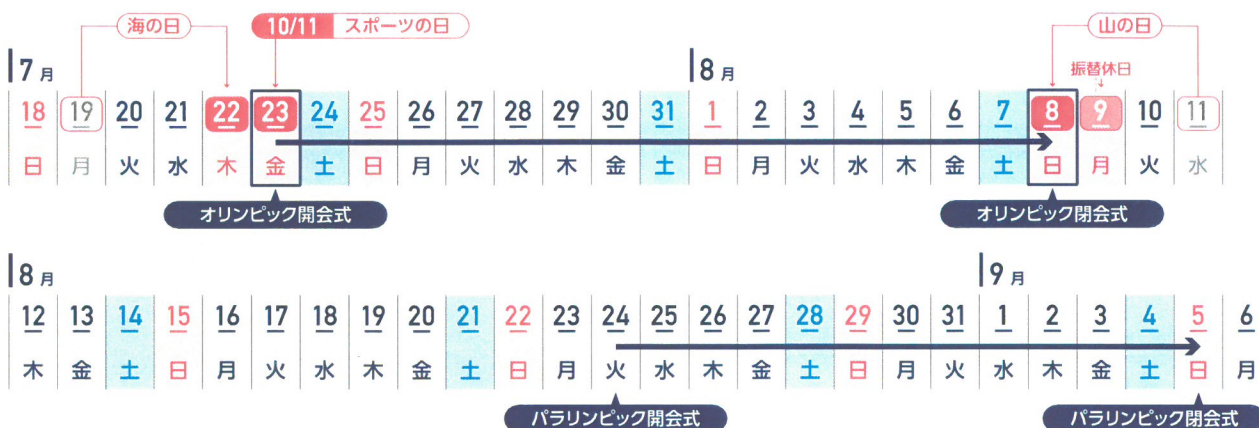 海の日 10/11 スポーツの日 山の日
7月 8月 振替休日
18 19 20 21 22 23 24 25 26 27 28 29 30 31 1 2 3 4 5 6 7 8 9 10 11
日 月 火 水 木 金 土 日 月 火 水 木 金 土 日 月 火 水 木 金 土 日 月 火 水
オリンピック開会式 オリンピック閉会式
8月 9月
12 13 14 15 16 17 18 19 20 21 22 23 24 25 26 27 28 29 30 31 1 2 3 4 5 6
木 金 土 日 月 火 水 木 金 土 日 月 火 水 木 金 土 日 月 火 水 木 金 土 日 月
パラリンピック開会式 パラリンピック閉会式